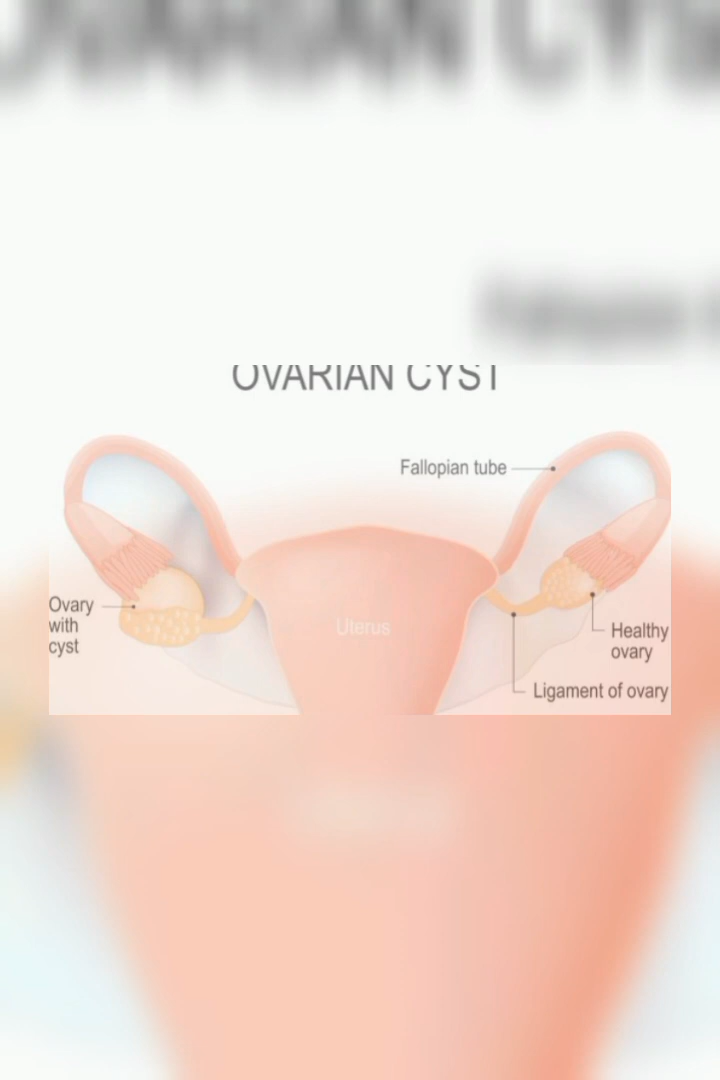 OVARIAN CYST
Fallopian tube
Ovary
with
cyst
Uterus
Healthy
ovary
Ligament of ovary